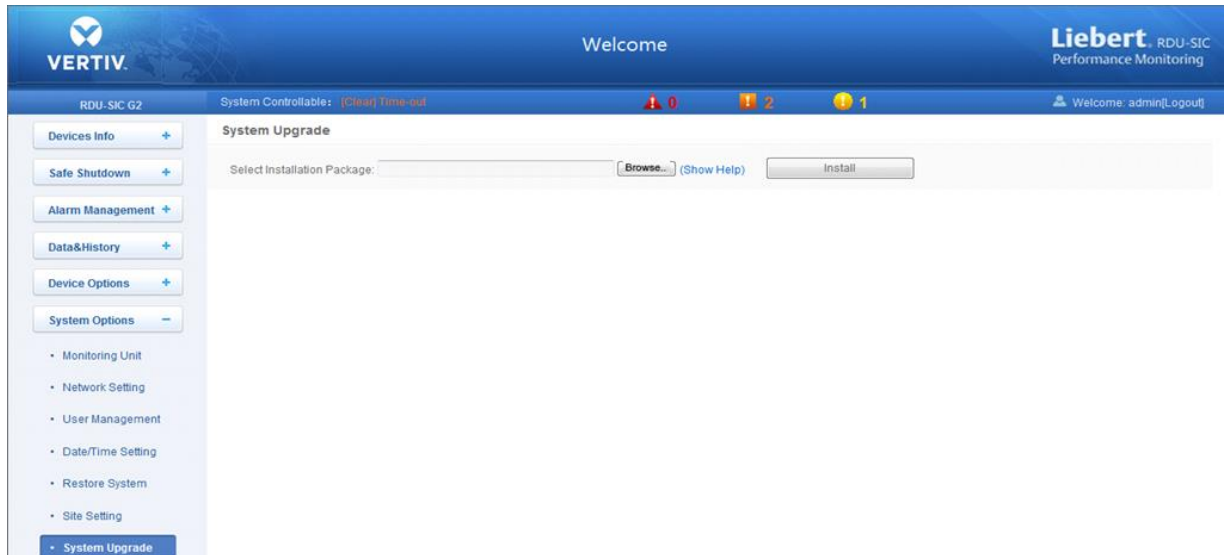 VERTIV.
Welcome
Liebert. RDU-SIC
Performance Monitoring
RDU-SIC G2
System Controllable: [Clear] Time-out
0
2
1
Welcome: admin[Logout]
Devices Info +
System Upgrade
Select Installation Package:
Browse...
(Show Help)
Install
Safe Shutdown +
Alarm Management +
Data&History +
Device Options +
System Options −
• Monitoring Unit
• Network Setting
• User Management
• Date/Time Setting
• Restore System
• Site Setting
• System Upgrade